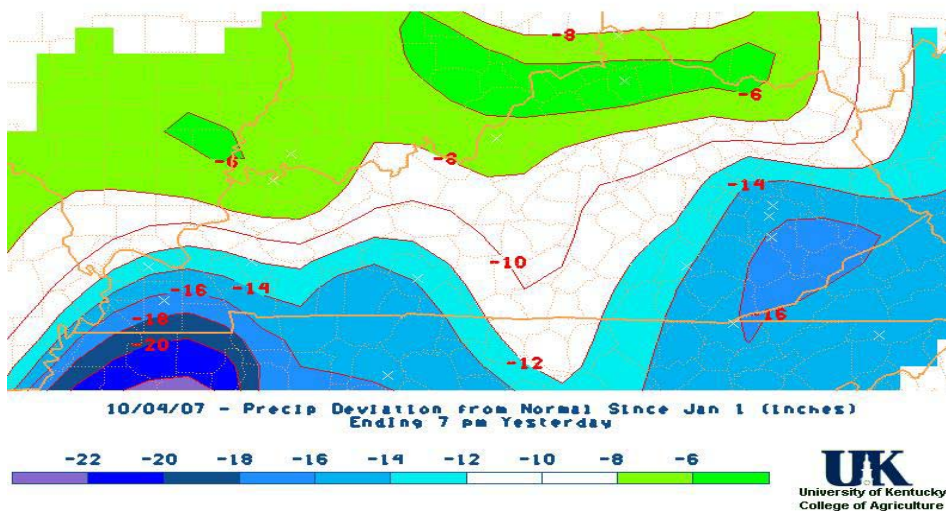 -8
-6
-6
-8
-14
-10
-16
-14
-18
16
-20
-12
10/04/07 - Precip Deviation from Normal Since Jan 1 (Inches)
Ending 7 pm Yesterday
-22 -20 -18 -16 -14 -12 -10 -8 -6
UK
University of Kentucky
College of Agriculture